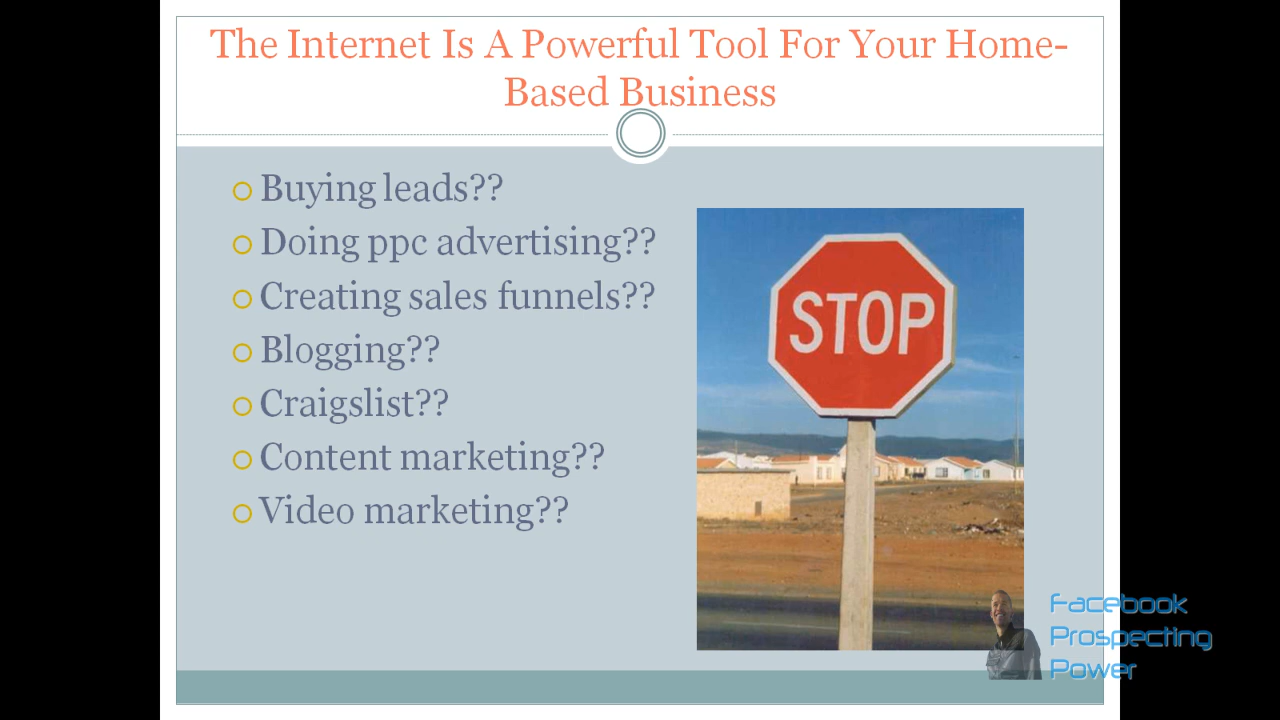 The Internet Is A Powerful Tool For Your Home-
Based Business
Buying leads??
Doing ppc advertising??
Creating sales funnels??
Blogging??
Craigslist??
Content marketing??
Video marketing??
STOP
Facebook
Prospecting
Power